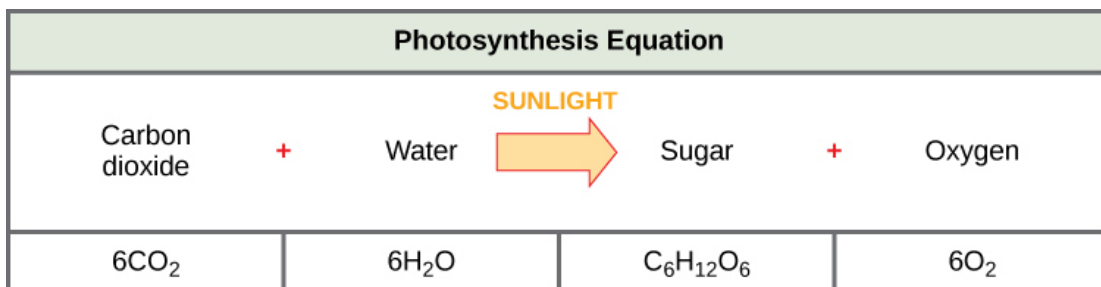 Photosynthesis Equation
SUNLIGHT
Carbon
dioxide
+
Water
Sugar
+
Oxygen
6CO₂
6H₂O
C₆H₁₂O₆
6O₂